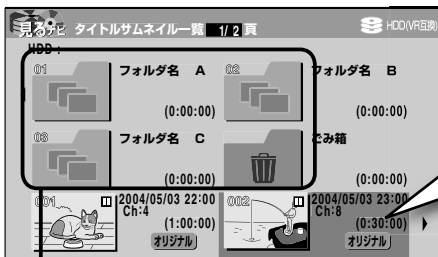 見るナビ タイトルサムネイル一覧 1/2 頁 HDD(VR互換)
HDD :
01 フォルダ名 A 02 フォルダ名 B
(0:00:00) (0:00:00)
03 フォルダ名 C ごみ箱
(0:00:00) (0:00:00)
001 2004/05/03 22:00 002 2004/05/03 23:00
Ch:4 Ch:8
(1:00:00) (0:30:00)
オリジナル オリジナル